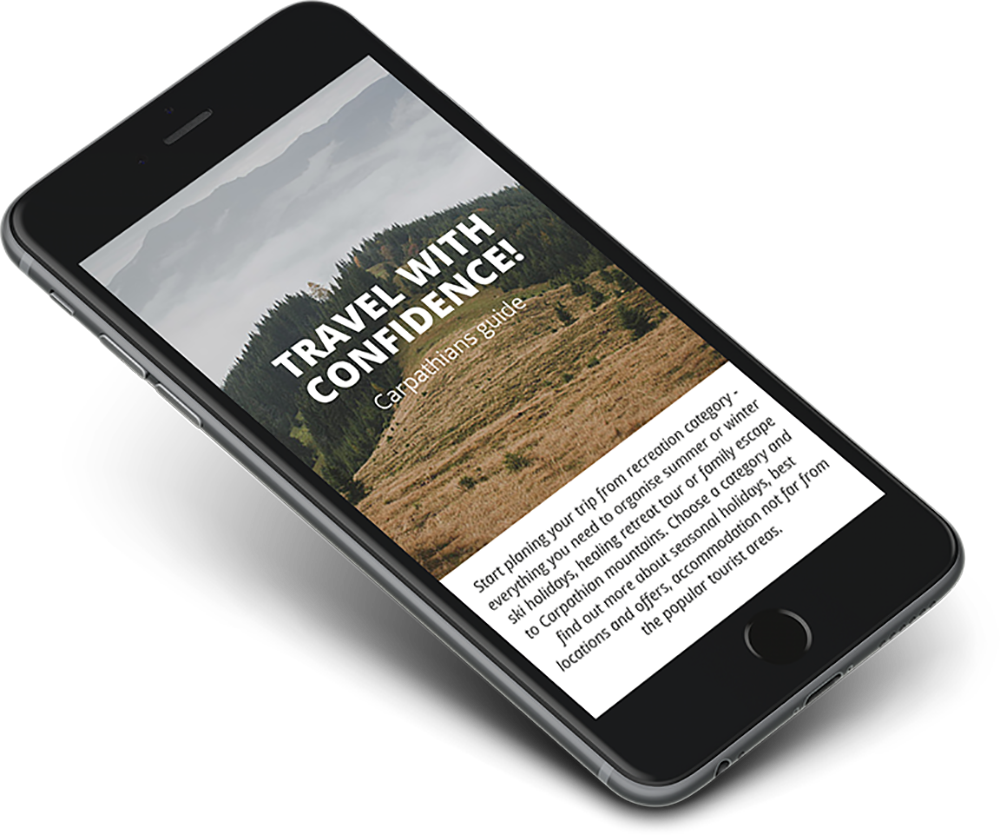 TRAVEL WITH
CONFIDENCE!
Carpathians guide
Start planing your trip from recreation category -
everything you need to organise summer or winter
ski holidays, healing retreat tour or family escape
to Carpathian mountains. Choose a category and
find out more about seasonal holidays, best
locations and offers, accommodation not far from
the popular tourist areas.